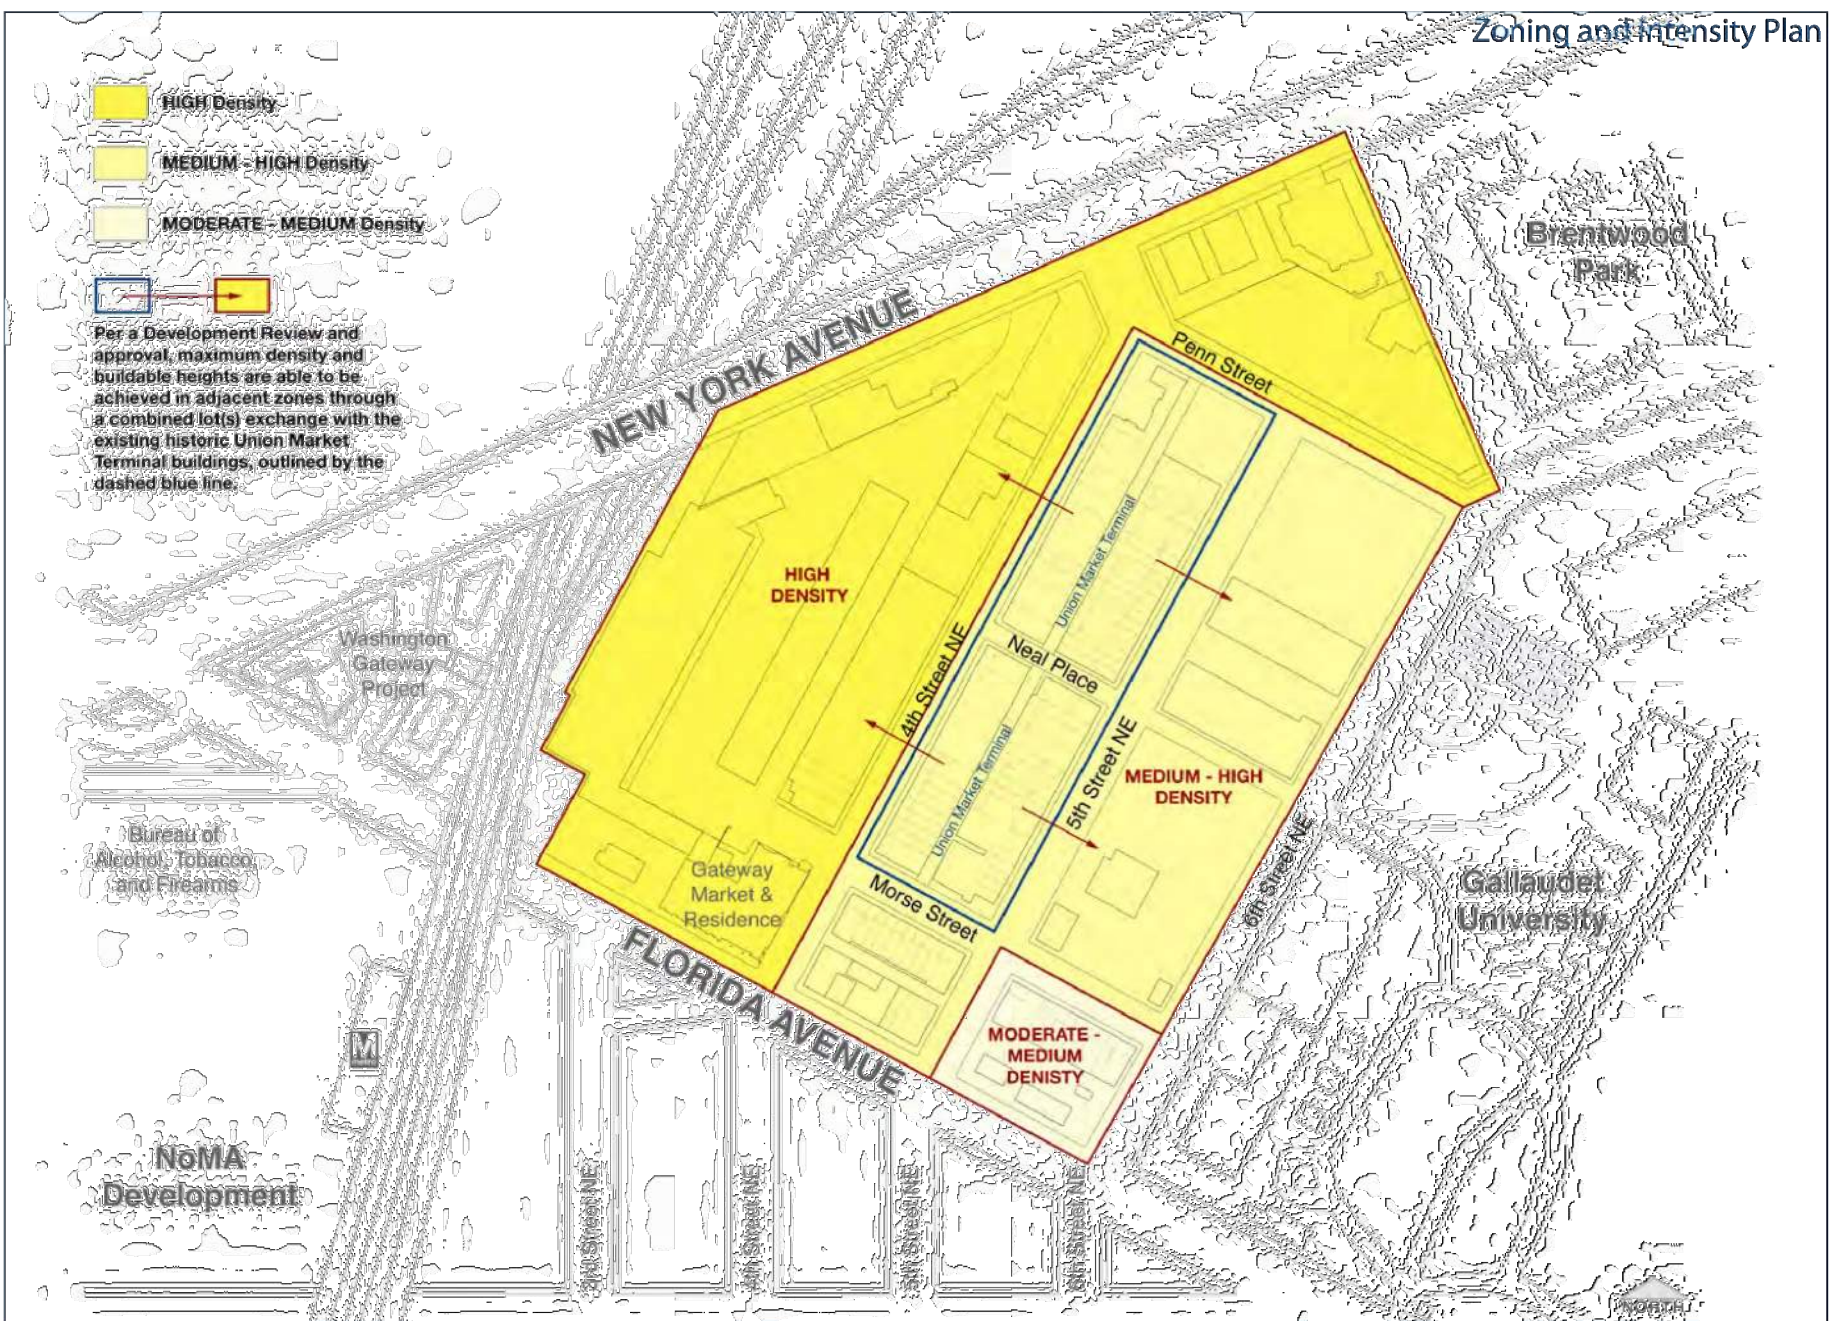 Zoning and Intensity Plan
HIGH Density
MEDIUM - HIGH Density
MODERATE - MEDIUM Density
Per a Development Review and
approval, maximum density and
buildable heights are able to be
achieved in adjacent zones through
a combined lot(s) exchange with the
existing historic Union Market
Terminal buildings, outlined by the
dashed blue line.
Brentwood
Park
NEW YORK AVENUE
Penn Street
Union Market Terminal
HIGH
DENSITY
4th Street NE
Neal Place
Washington
Gateway
Project
Union Market Terminal
5th Street NE
MEDIUM - HIGH
DENSITY
Bureau of
Alcohol, Tobacco,
and Firearms
Gateway
Market &
Residence
Morse Street
6th Street NE
Gallaudet
University
FLORIDA AVENUE
MODERATE -
MEDIUM
DENISTY
M
NoMA
Development
Street NE
Street NE
Street NE
Street NE
NORTH